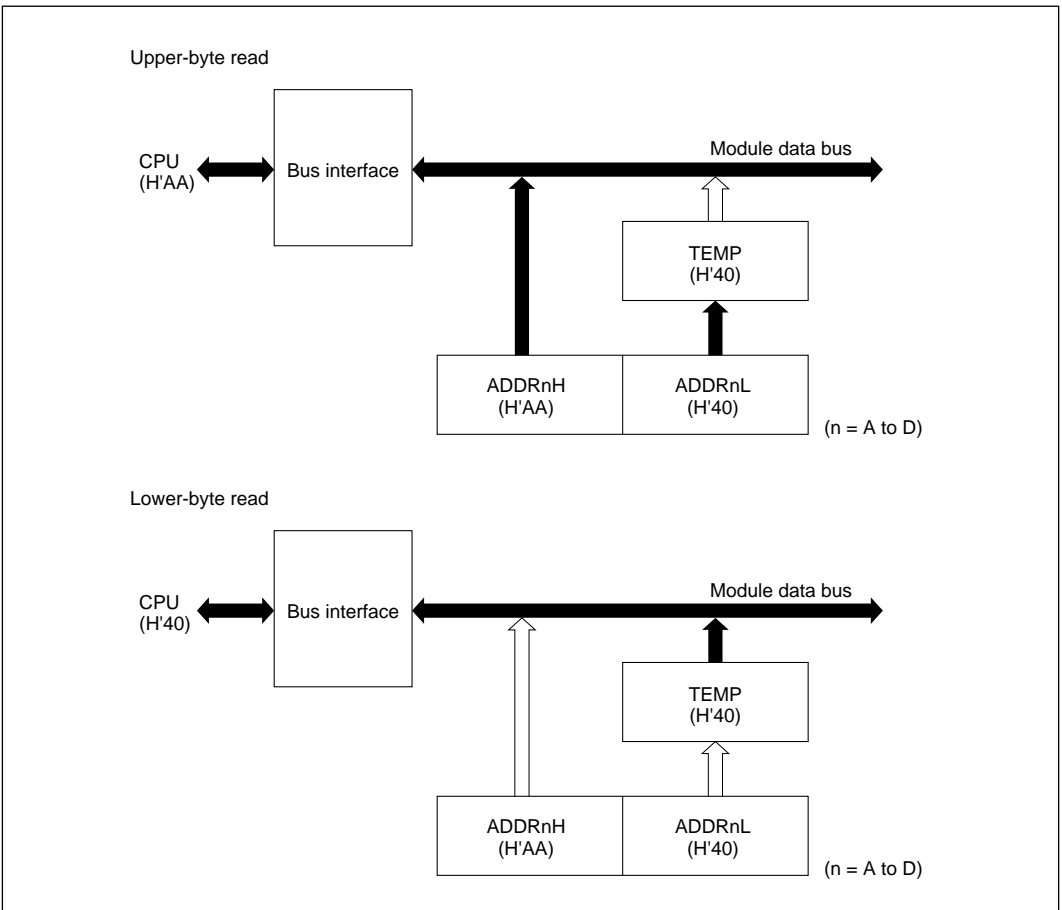 Upper-byte read
CPU
(H'AA)
Bus interface
Module data bus
TEMP
(H'40)
ADDRnH
(H'AA)
ADDRnL
(H'40)
(n = A to D)
Lower-byte read
CPU
(H'40)
Bus interface
Module data bus
TEMP
(H'40)
ADDRnH
(H'AA)
ADDRnL
(H'40)
(n = A to D)